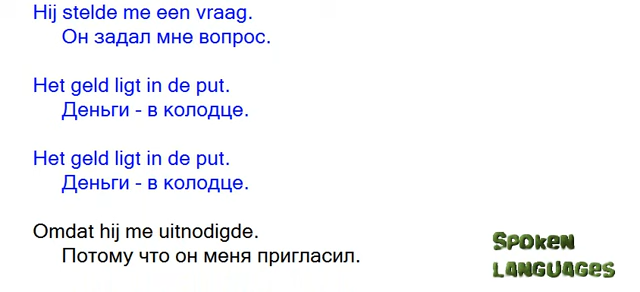 Hij stelde me een vraag.
Он задал мне вопрос.
Het geld ligt in de put.
Деньги - в колодце.
Het geld ligt in de put.
Деньги - в колодце.
Omdat hij me uitnodigde.
Потому что он меня пригласил.
Spoken
Languages